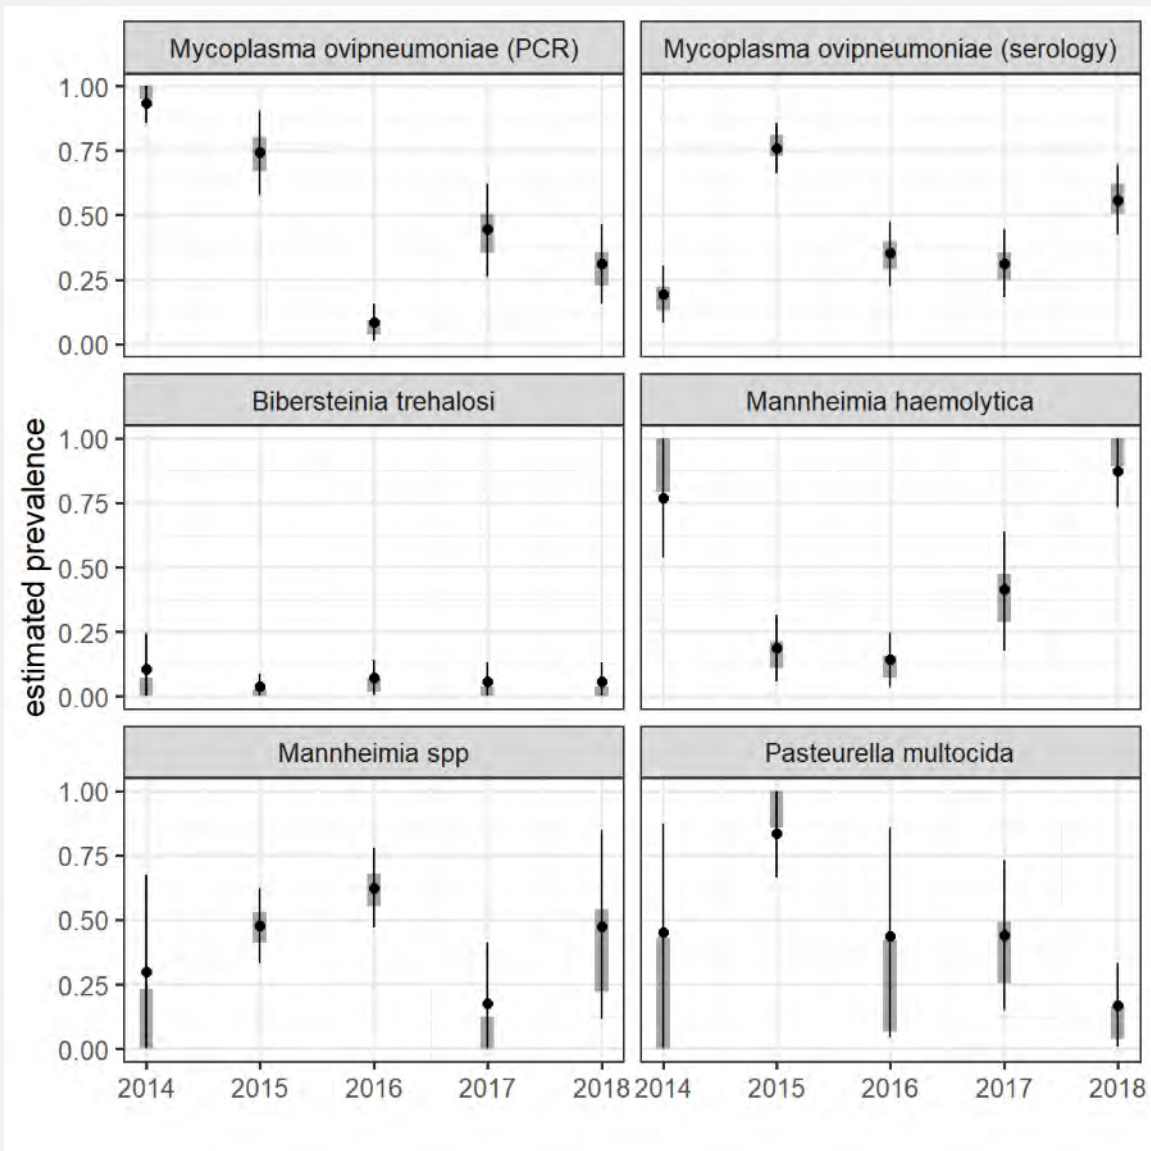 Mycoplasma ovipneumoniae (PCR)
Mycoplasma ovipneumoniae (serology)
1.00
0.75
0.50
0.25
0.00
Bibersteinia trehalosi
Mannheimia haemolytica
estimated prevalence
1.00
0.75
0.50
0.25
0.00
Mannheimia spp
Pasteurella multocida
1.00
0.75
0.50
0.25
0.00
2014 2015 2016 2017 2018
2014 2015 2016 2017 2018